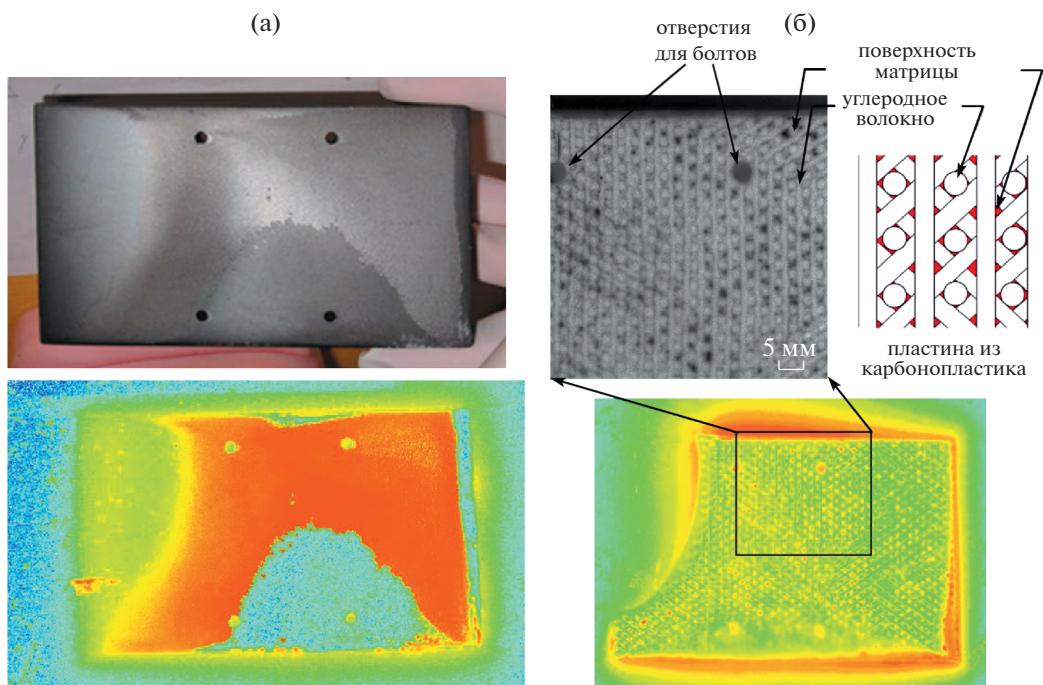 (а)
(б)
отверстия
для болтов
поверхность
матрицы
углеродное
волокно
5 мм
пластина из
карбонопластика